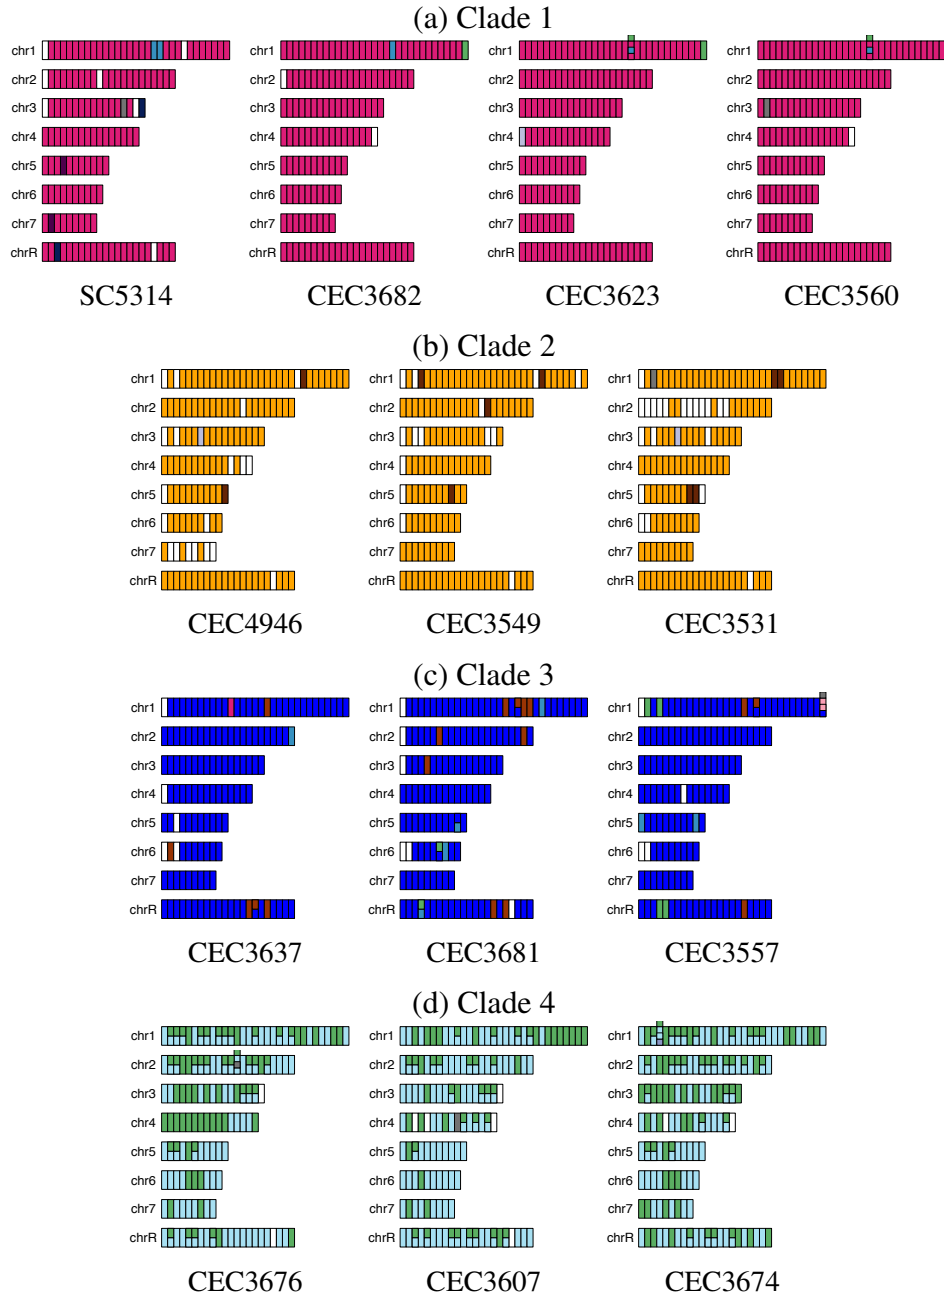 (a) Clade 1
chr1 chr1 chr1 chr1
chr2 chr2 chr2 chr2
chr3 chr3 chr3 chr3
chr4 chr4 chr4 chr4
chr5 chr5 chr5 chr5
chr6 chr6 chr6 chr6
chr7 chr7 chr7 chr7
chrR chrR chrR chrR
SC5314 CEC3682 CEC3623 CEC3560
(b) Clade 2
chr1 chr1 chr1
chr2 chr2 chr2
chr3 chr3 chr3
chr4 chr4 chr4
chr5 chr5 chr5
chr6 chr6 chr6
chr7 chr7 chr7
chrR chrR chrR
CEC4946 CEC3549 CEC3531
(c) Clade 3
chr1 chr1 chr1
chr2 chr2 chr2
chr3 chr3 chr3
chr4 chr4 chr4
chr5 chr5 chr5
chr6 chr6 chr6
chr7 chr7 chr7
chrR chrR chrR
CEC3637 CEC3681 CEC3557
(d) Clade 4
chr1 chr1 chr1
chr2 chr2 chr2
chr3 chr3 chr3
chr4 chr4 chr4
chr5 chr5 chr5
chr6 chr6 chr6
chr7 chr7 chr7
chrR chrR chrR
CEC3676 CEC3607 CEC3674